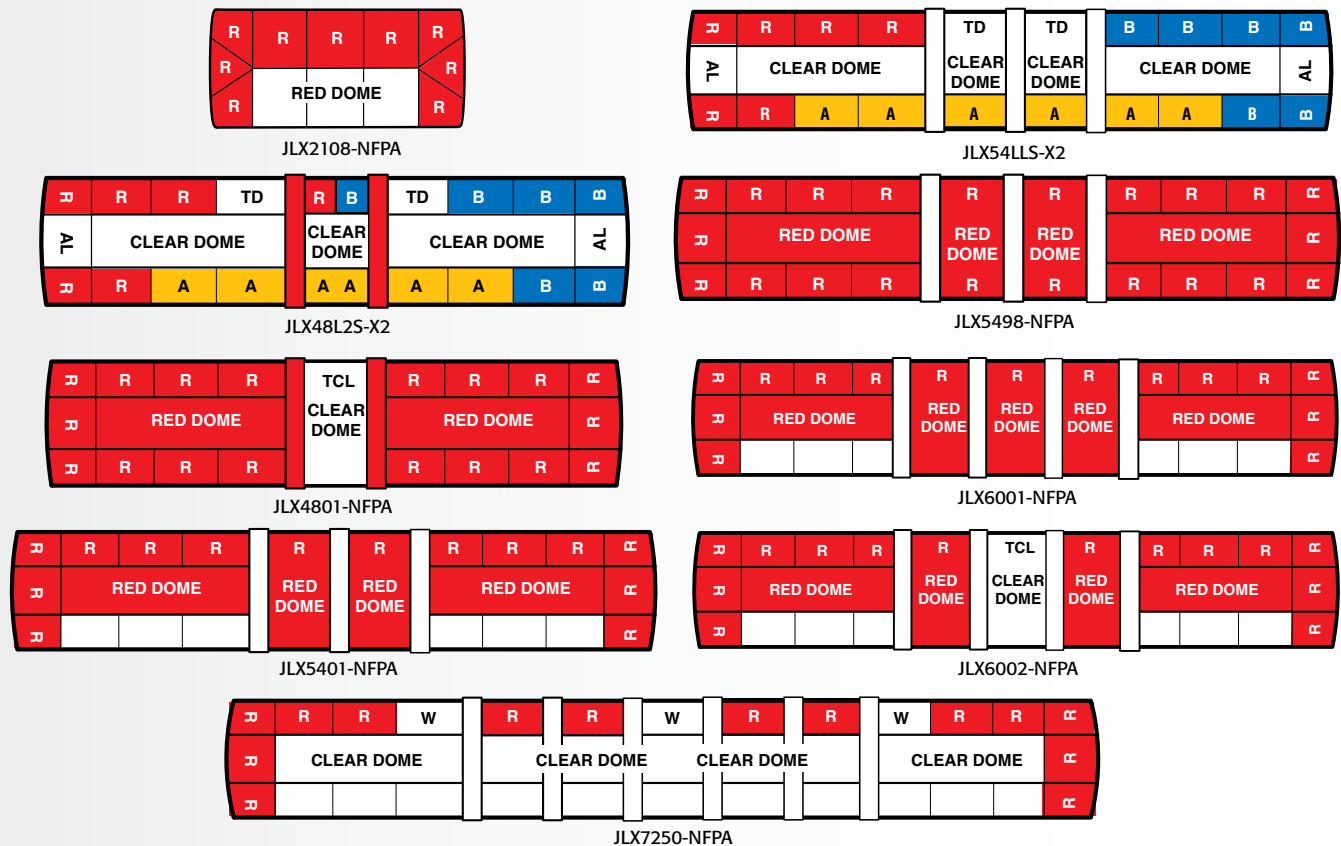 R R R R R
R R
RED DOME
R R
JLX2108-NFPA
R R R R TD TD B B B B
AL CLEAR DOME CLEAR DOME CLEAR DOME CLEAR DOME AL
R R A A A A A A B B
JLX54LLS-X2
R R R TD R B TD B B B
AL CLEAR DOME CLEAR DOME CLEAR DOME AL
R R A A A A A A B B
JLX48L2S-X2
R R R R R R R R R R
R RED DOME RED DOME RED DOME RED DOME R
R R R R R R R R R R
JLX5498-NFPA
R R R R TCL R R R R
R RED DOME CLEAR DOME RED DOME R
R R R R R R R R
JLX4801-NFPA
R R R R R R R R R R R
R RED DOME RED DOME RED DOME RED DOME RED DOME R
R R
JLX6001-NFPA
R R R R R R R R R R
R RED DOME RED DOME RED DOME RED DOME R
R R
JLX5401-NFPA
R R R R R TCL R R R R R
R RED DOME RED DOME CLEAR DOME RED DOME RED DOME R
R R
JLX6002-NFPA
R R R W R R W R R W R R R
R CLEAR DOME CLEAR DOME CLEAR DOME CLEAR DOME R
R R
JLX7250-NFPA